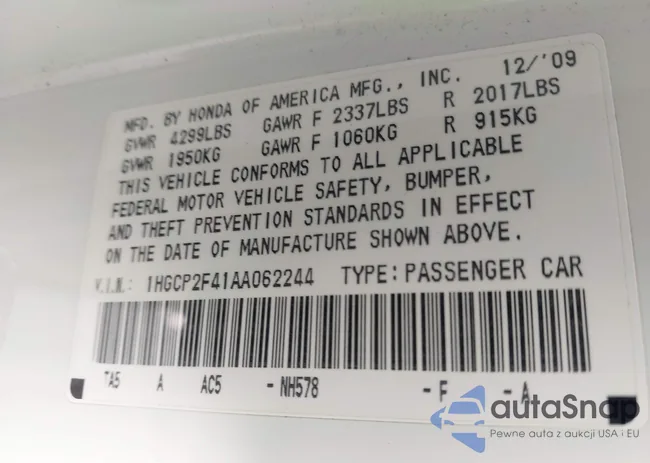 MFD. BY HONDA OF AMERICA MFG., INC. 12/'09
GVWR 4299LBS GAWR F 2337LBS R 2017LBS
GVWR 1950KG GAWR F 1060KG R 915KG
THIS VEHICLE CONFORMS TO ALL APPLICABLE
FEDERAL MOTOR VEHICLE SAFETY, BUMPER,
AND THEFT PREVENTION STANDARDS IN EFFECT
ON THE DATE OF MANUFACTURE SHOWN ABOVE.
V.I.N.: 1HGCP2F41AA062244 TYPE: PASSENGER CAR
TA5 A AC5 - NH578 - F - A
autaSnap
Pewne auta z aukcji USA i EU